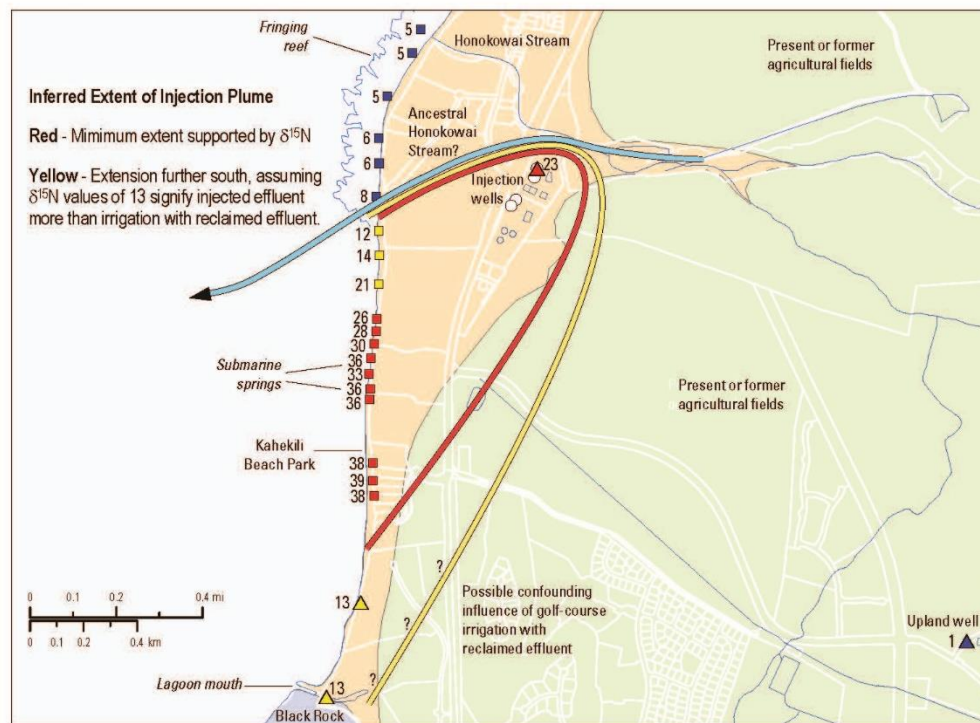 Fringing
reef
5
5
5
6
6
8
Honokowai Stream
Present or former
agricultural fields
Inferred Extent of Injection Plume
Red - Mimimum extent supported by δ¹⁵N
Yellow - Extension further south, assuming
δ¹⁵N values of 13 signify injected effluent
more than irrigation with reclaimed effluent.
Ancestral
Honokowai
Stream?
23
Injection
wells
12
14
21
26
28
30
36
33
36
36
Submarine
springs
Present or former
agricultural fields
Kahekili
Beach Park
38
39
38
0 0.2 0.4 mi
0 0.2 0.4 km
13
?
?
?
Possible confounding
influence of golf-course
irrigation with
reclaimed effluent
Upland well
1
Lagoon mouth
13
Black Rock